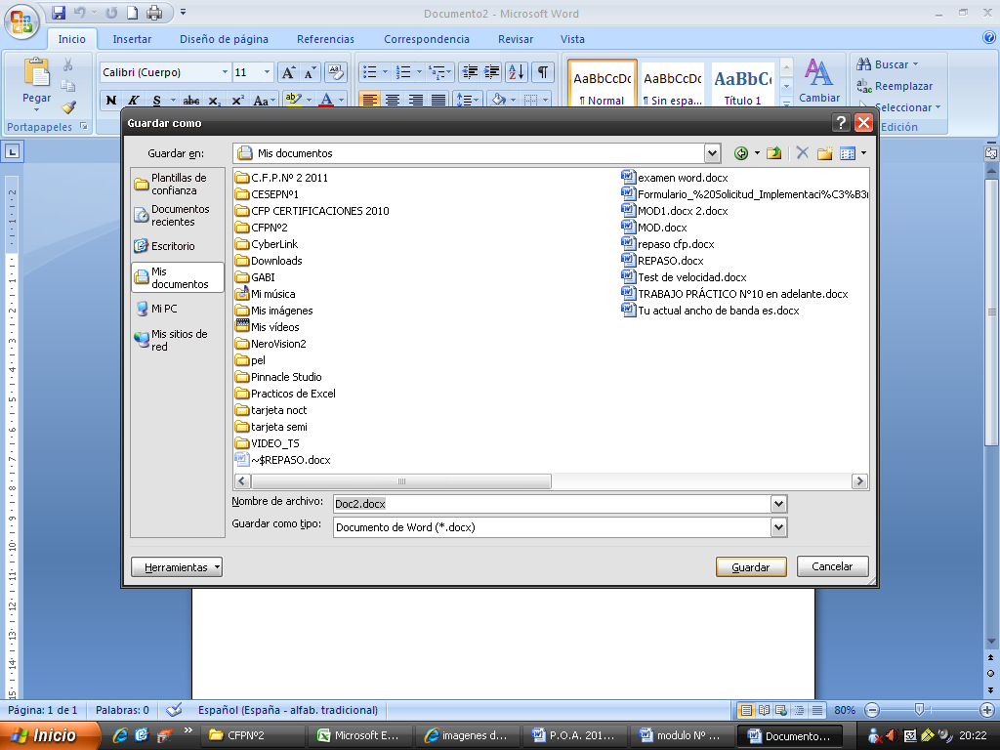 Documento2 - Microsoft Word
Inicio Insertar Diseño de página Referencias Correspondencia Revisar Vista
Calibri (Cuerpo) 11
Pegar
Portapapeles
N K S abc x₂ x² Aa
AaBbCcDc AaBbCcDc AaBbC
¶ Normal ¶ Sin espa... Título 1
Cambiar
Buscar
Reemplazar
Seleccionar
Edición
Guardar como
Guardar en: Mis documentos
Plantillas de confianza
Documentos recientes
Escritorio
Mis documentos
Mi PC
Mis sitios de red
C.F.P.Nº 2 2011
CESEPNº1
CFP CERTIFICACIONES 2010
CFPNº2
CyberLink
Downloads
GABI
Mi música
Mis imágenes
Mis vídeos
NeroVision2
pel
Pinnacle Studio
Practicos de Excel
tarjeta noct
tarjeta semi
VIDEO_TS
~$REPASO.docx
examen word.docx
Formulario_%20Solicitud_Implementaci%C3%B3
MOD1.docx 2.docx
MOD.docx
repaso cfp.docx
REPASO.docx
Test de velocidad.docx
TRABAJO PRÁCTICO Nº10 en adelante.docx
Tu actual ancho de banda es.docx
Nombre de archivo: Doc2.docx
Guardar como tipo: Documento de Word (*.docx)
Herramientas Guardar Cancelar
Página: 1 de 1 Palabras: 0 Español (España - alfab. tradicional) 80%
Inicio CFPNº2 Microsoft E... imagenes d... P.O.A. 201... modulo Nº ... Documento... 20:22